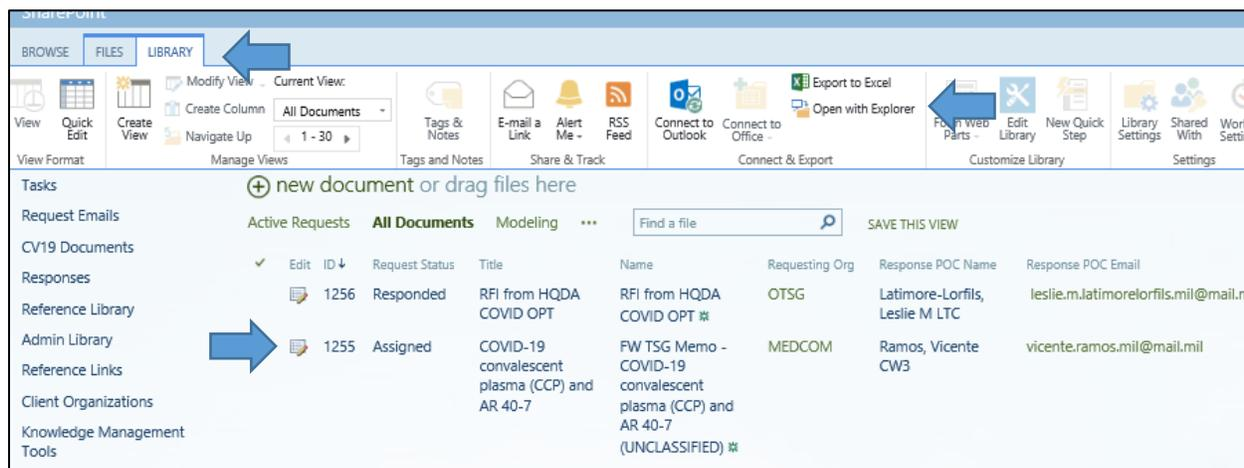 SharePoint
BROWSE FILES LIBRARY
View
Quick Edit
Create View
Modify View
Create Column
Navigate Up
Current View:
All Documents
1 - 30
Tags & Notes
E-mail a Link
Alert Me
RSS Feed
Connect to Outlook
Connect to Office
Export to Excel
Open with Explorer
Form Web Parts
Edit Library
New Quick Step
Library Settings
Shared With
View Format Manage Views Tags and Notes Share & Track Connect & Export Customize Library Settings
Tasks
Request Emails
CV19 Documents
Responses
Reference Library
Admin Library
Reference Links
Client Organizations
Knowledge Management
Tools
new document or drag files here
Active Requests All Documents Modeling ••• Find a file SAVE THIS VIEW
Edit ID Request Status Title Name Requesting Org Response POC Name Response POC Email
1256 Responded RFI from HQDA RFI from HQDA OTSG Latimore-Lorfils, leslie.m.latimorelorfils.mil@mail.m
COVID OPT COVID OPT Leslie M LTC
1255 Assigned COVID-19 FW TSG Memo - MEDCOM Ramos, Vicente vicente.ramos.mil@mail.mil
convalescent COVID-19 CW3
plasma (CCP) and convalescent
AR 40-7 plasma (CCP) and
AR 40-7
(UNCLASSIFIED)